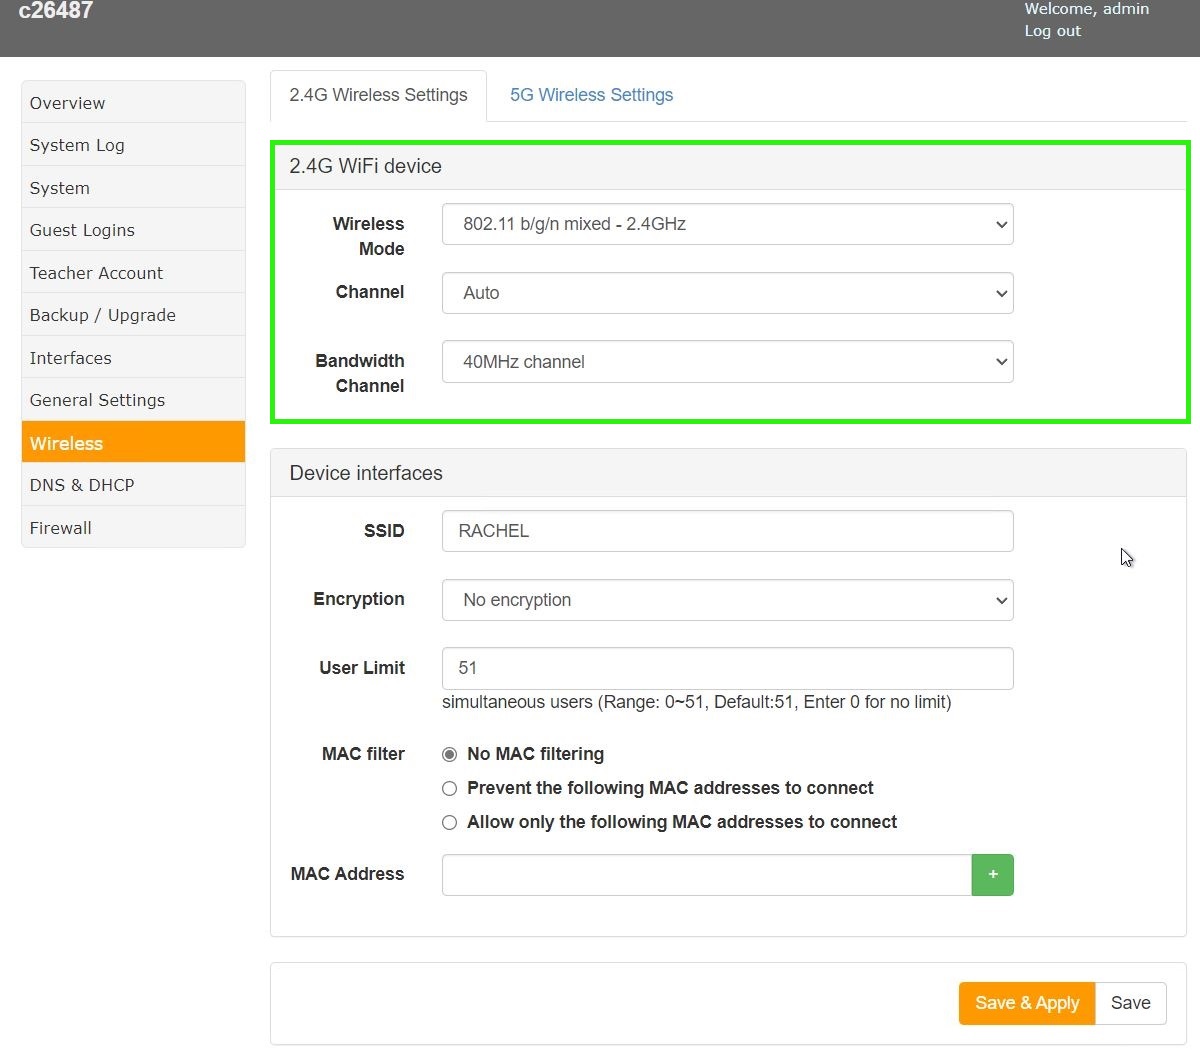 c26487
Welcome, admin
Log out
Overview
System Log
System
Guest Logins
Teacher Account
Backup / Upgrade
Interfaces
General Settings
Wireless
DNS & DHCP
Firewall
2.4G Wireless Settings
5G Wireless Settings
2.4G WiFi device
Wireless
Mode
802.11 b/g/n mixed - 2.4GHz
Channel
Auto
Bandwidth
Channel
40MHz channel
Device interfaces
SSID
RACHEL
Encryption
No encryption
User Limit
51
simultaneous users (Range: 0~51, Default:51, Enter 0 for no limit)
MAC filter
No MAC filtering
Prevent the following MAC addresses to connect
Allow only the following MAC addresses to connect
MAC Address
+
Save & Apply
Save